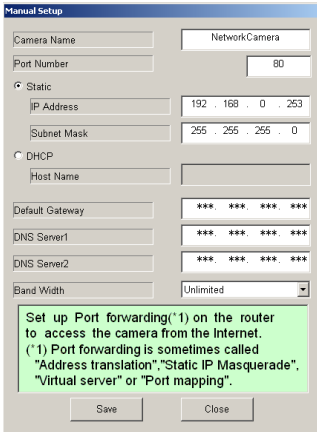 Manual Setup
Camera Name NetworkCamera
Port Number 80
Static
IP Address 192 . 168 . 0 . 253
Subnet Mask 255 . 255 . 255 . 0
DHCP
Host Name
Default Gateway ***. ***. ***. ***
DNS Server1 ***. ***. ***. ***
DNS Server2 ***. ***. ***. ***
Band Width Unlimited
Set up Port forwarding(*1) on the router
to access the camera from the Internet.
(*1) Port forwarding is sometimes called
"Address translation","Static IP Masquerade",
"Virtual server" or "Port mapping".
Save Close